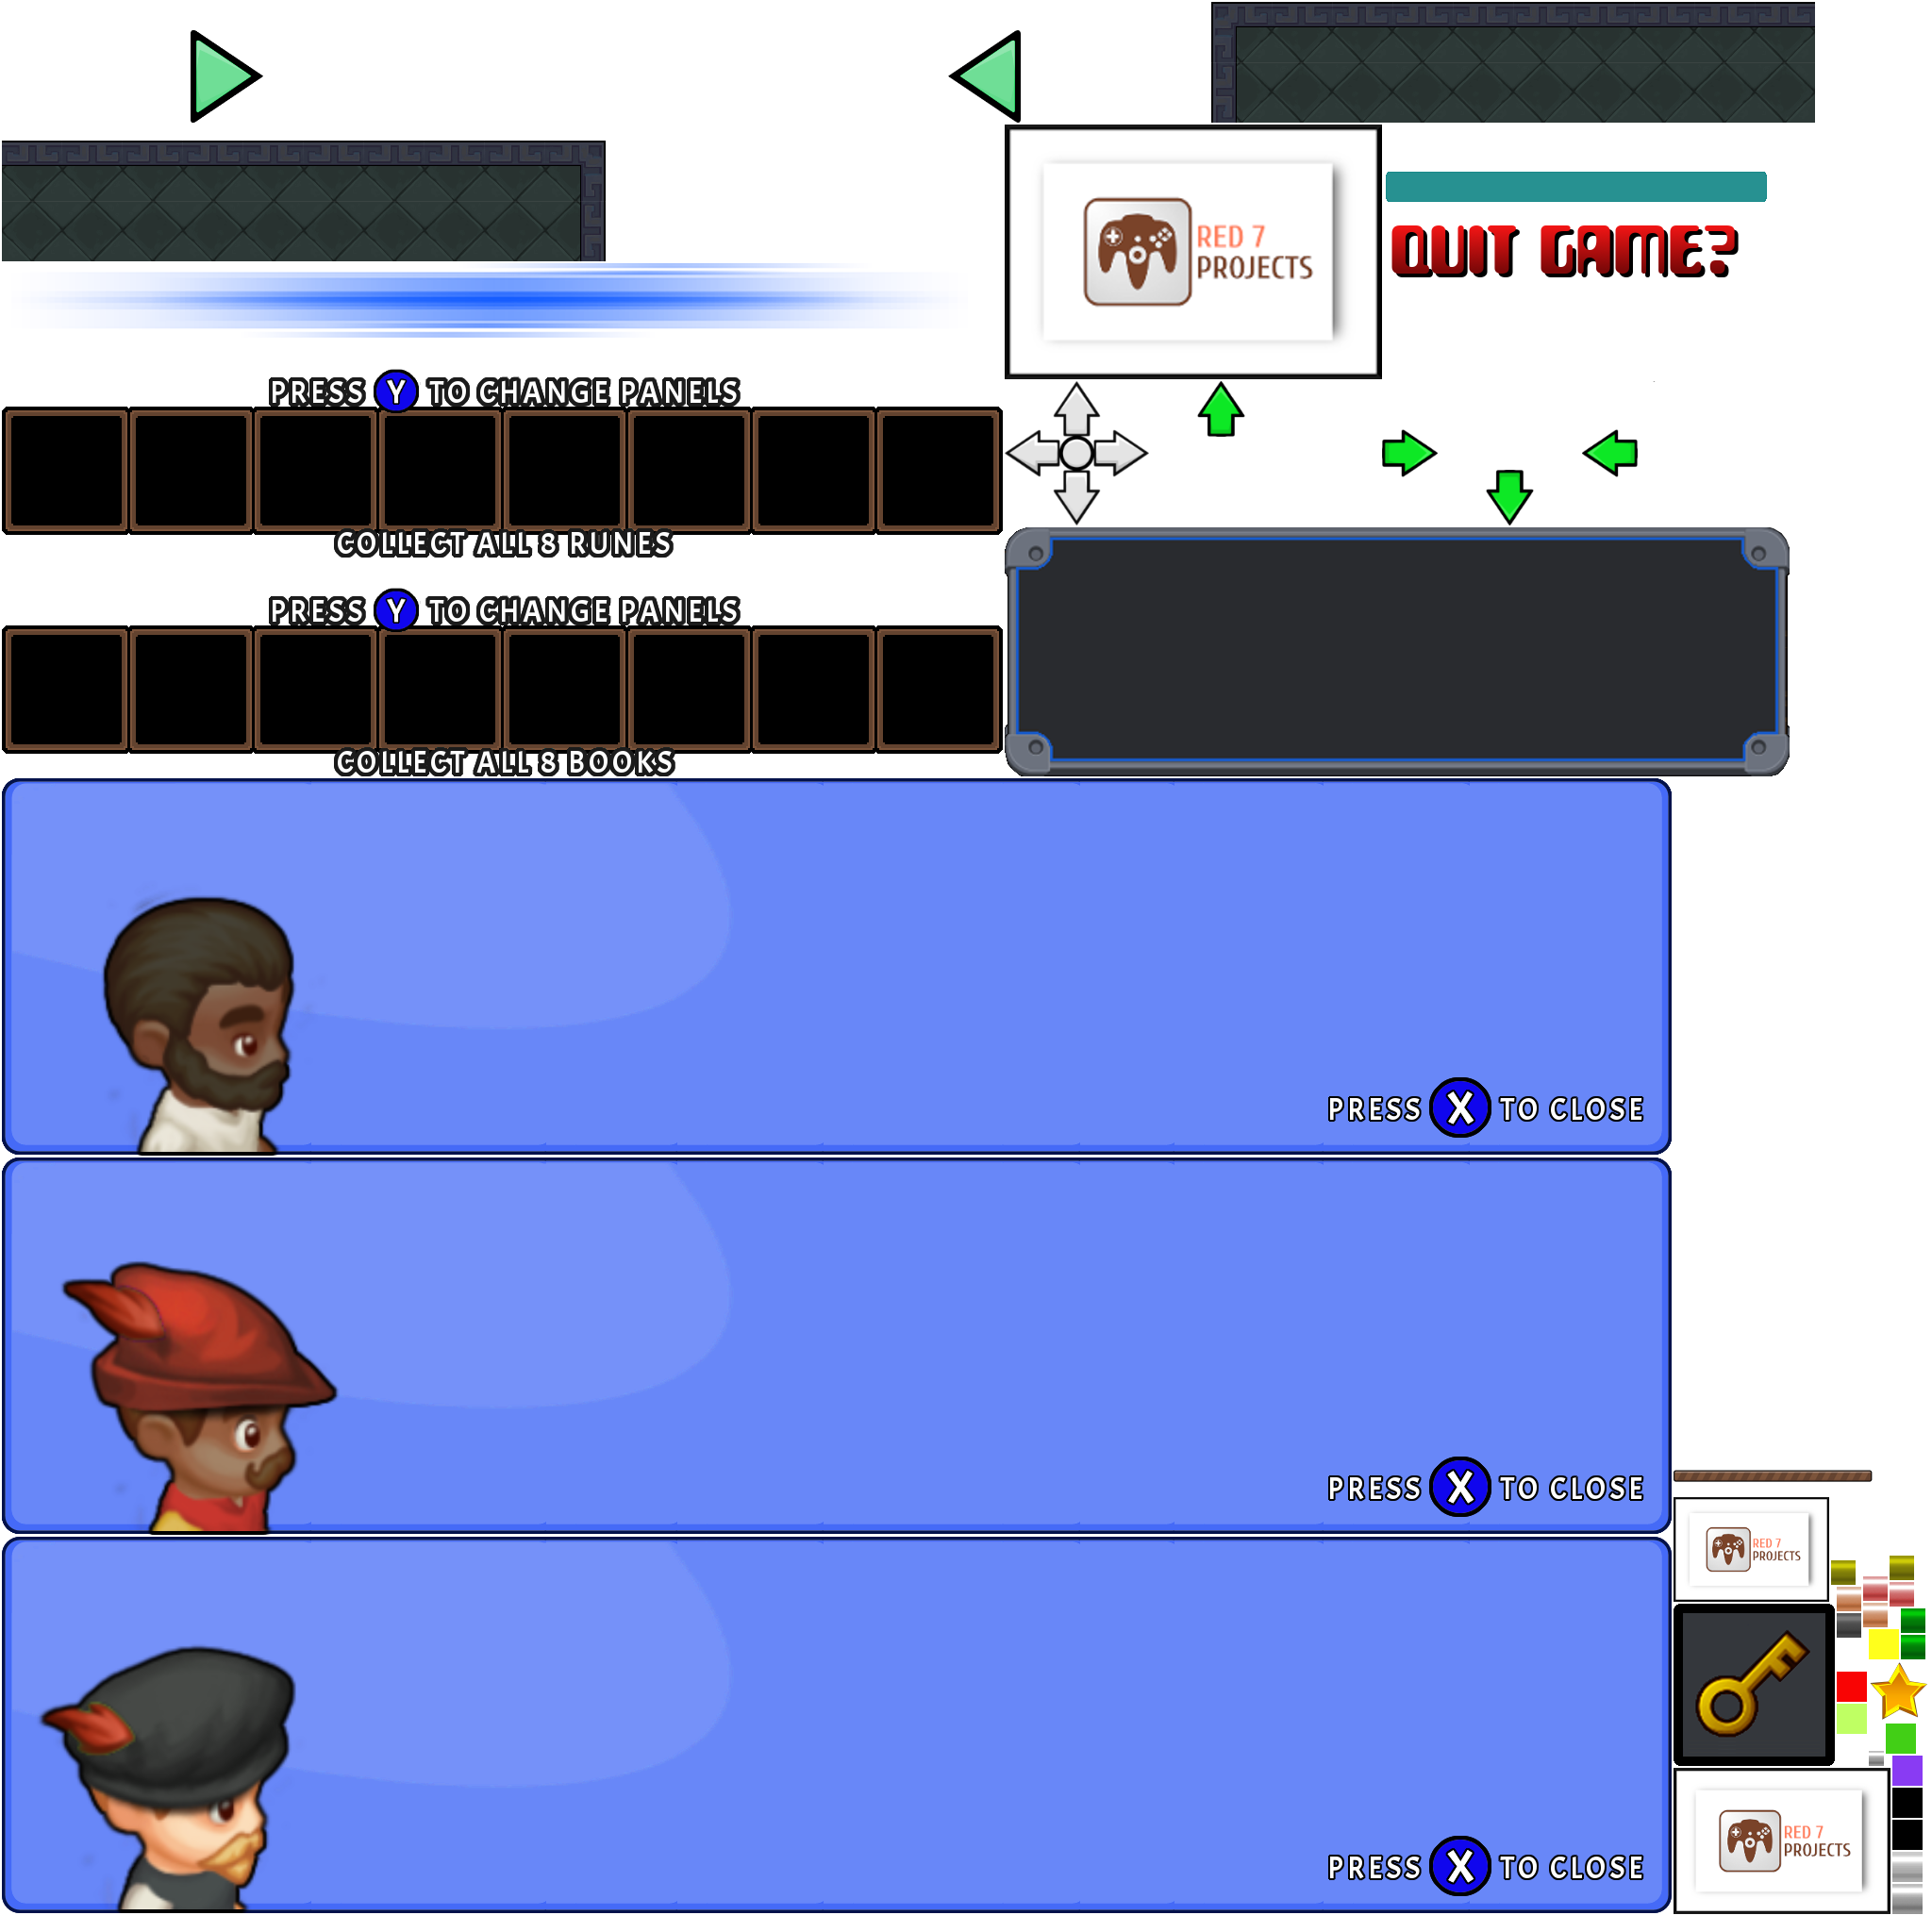 RED 7
PROJECTS
QUIT GAME?
PRESS Y TO CHANGE PANELS
COLLECT ALL 8 RUNES
PRESS Y TO CHANGE PANELS
COLLECT ALL 8 BOOKS
PRESS X TO CLOSE
PRESS X TO CLOSE
RED 7
PROJECTS
PRESS X TO CLOSE
RED 7
PROJECTS